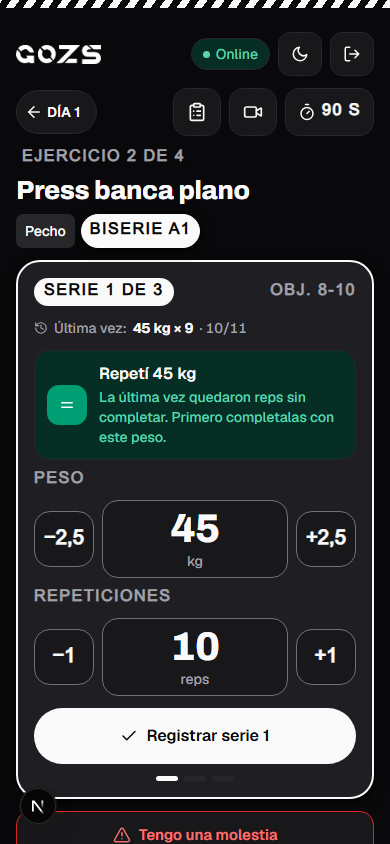 GOZS
Online
DÍA 1
90 S
EJERCICIO 2 DE 4
Press banca plano
Pecho
BISERIE A1
SERIE 1 DE 3
OBJ. 8-10
Última vez: 45 kg × 9 · 10/11
Repetí 45 kg
=
La última vez quedaron reps sin
completar. Primero completalas con
este peso.
PESO
−2,5
45
kg
+2,5
REPETICIONES
−1
10
reps
+1
Registrar serie 1
N
Tengo una molestia